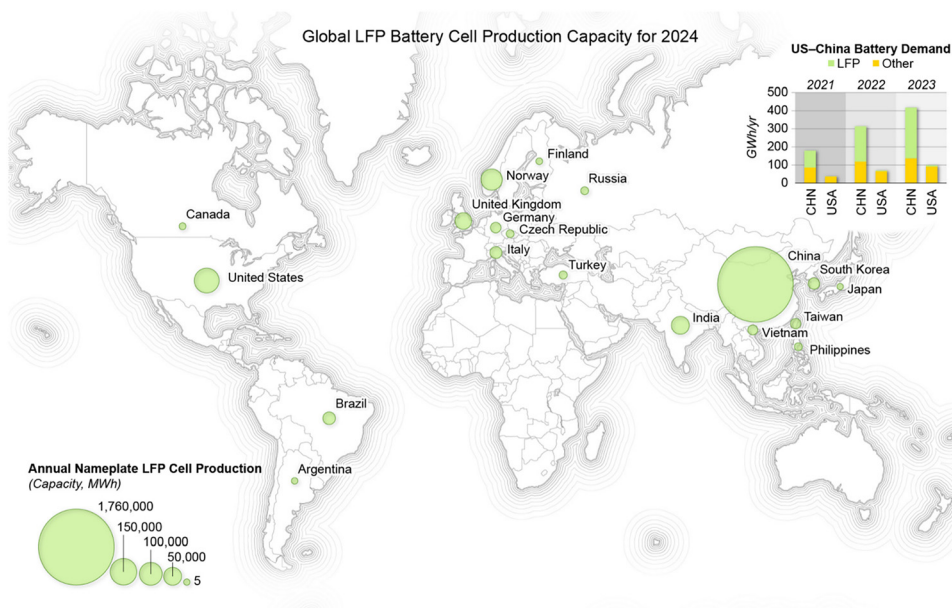 Global LFP Battery Cell Production Capacity for 2024
US–China Battery Demand
LFP Other
2021 2022 2023
GWh/yr
500
400
300
200
100
0
CHN USA CHN USA CHN USA
Finland
Norway
Russia
United Kingdom
Germany
Czech Republic
Italy
Turkey
Canada
United States
China
South Korea
Japan
India
Taiwan
Vietnam
Philippines
Brazil
Argentina
Annual Nameplate LFP Cell Production
(Capacity, MWh)
1,760,000
150,000
100,000
50,000
5